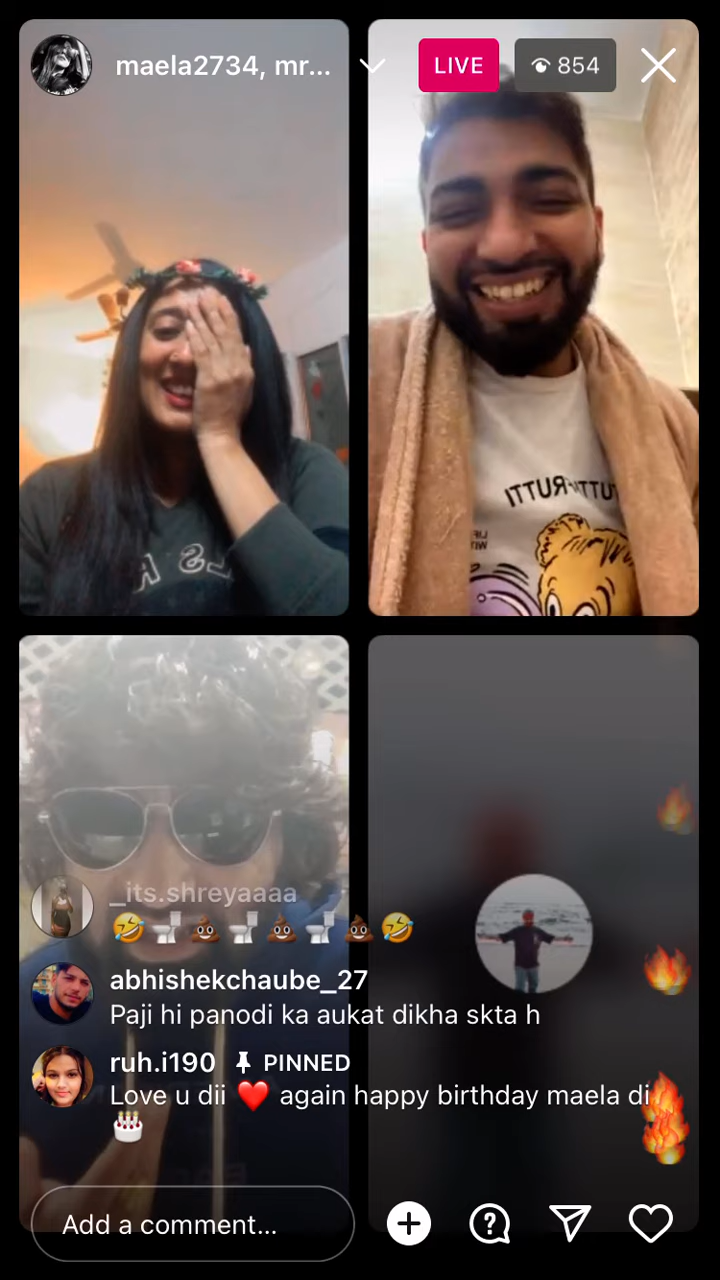 maela2734, mr...
LIVE
854
TUTTI FRUTTI
_its.shreyaaaa
🤣🚽💩🚽💩🚽💩🤣
abhishekchaube_27
Paji hi panodi ka aukat dikha skta h
ruh.i190 PINNED
Love u dii ❤️ again happy birthday maela di
🎂
Add a comment...